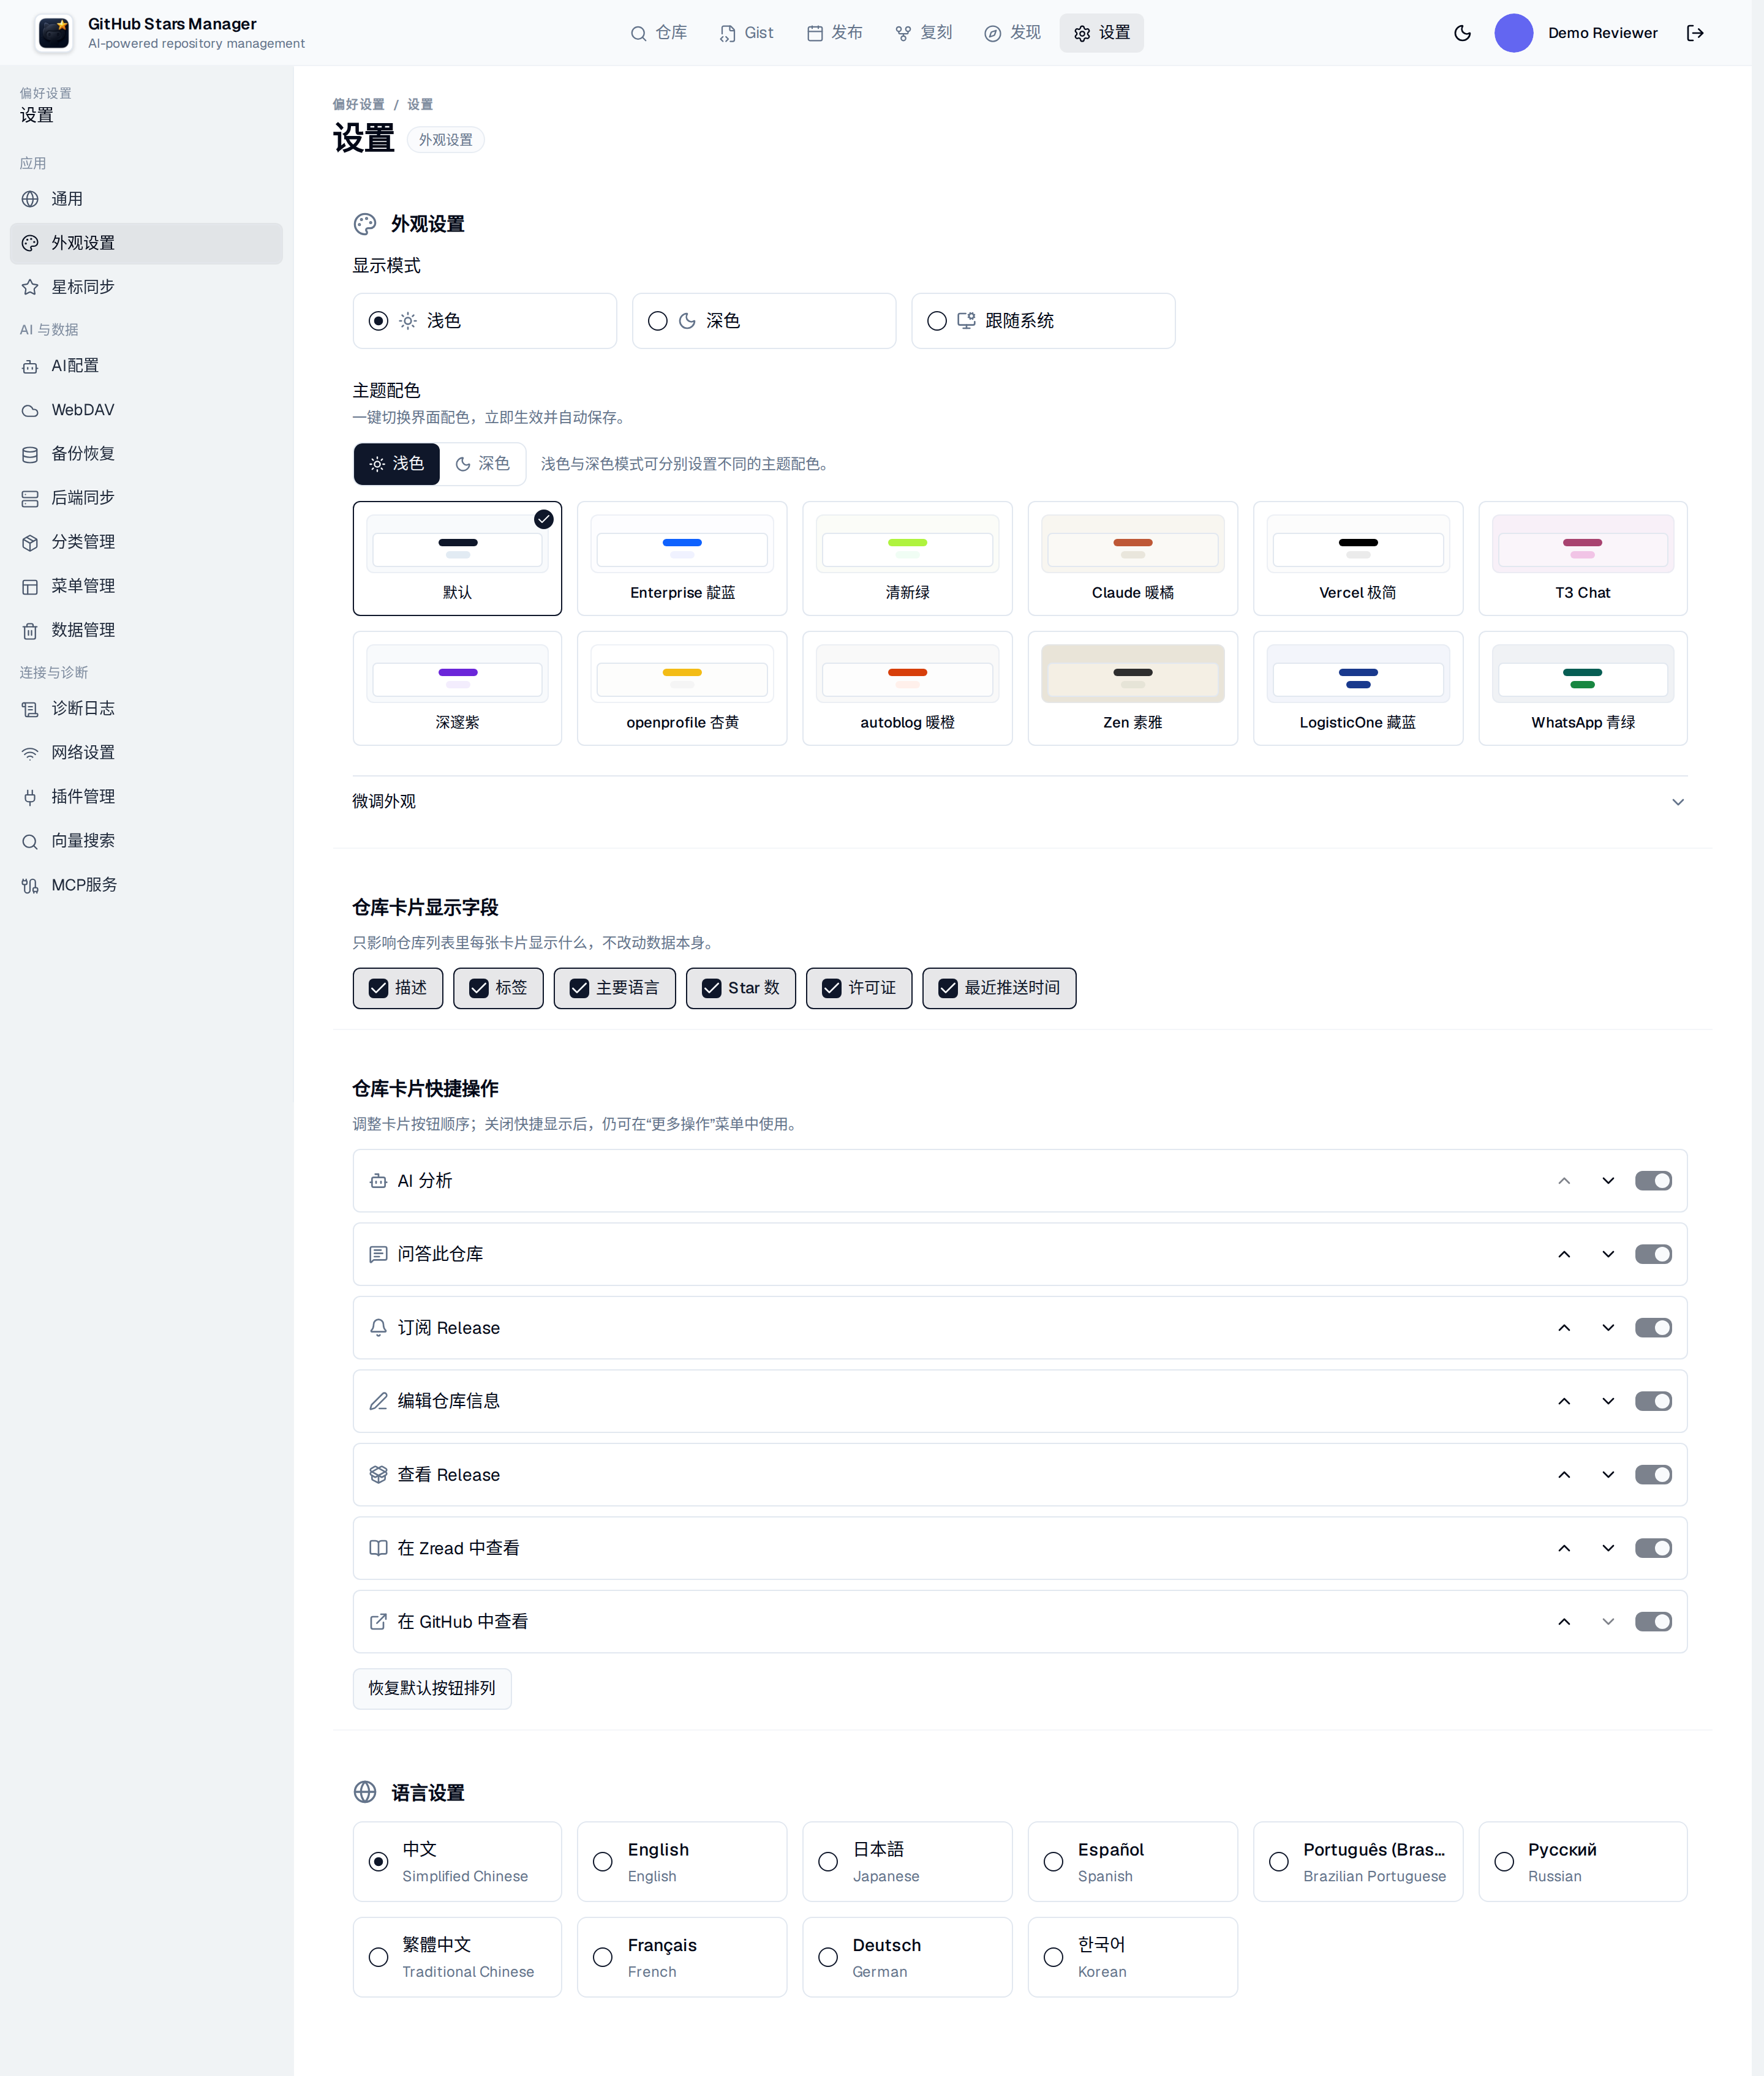 GitHub Stars Manager
AI-powered repository management
仓库
Gist
发布
复刻
发现
设置
Demo Reviewer
偏好设置
设置
应用
通用
外观设置
星标同步
AI 与数据
AI配置
WebDAV
备份恢复
后端同步
分类管理
菜单管理
数据管理
连接与诊断
诊断日志
网络设置
插件管理
向量搜索
MCP服务
偏好设置 / 设置
设置
外观设置
外观设置
显示模式
浅色
深色
跟随系统
主题配色
一键切换界面配色，立即生效并自动保存。
浅色
深色
浅色与深色模式可分别设置不同的主题配色。
默认
Enterprise 靛蓝
清新绿
Claude 暖橘
Vercel 极简
T3 Chat
深邃紫
openprofile 杏黄
autoblog 暖橙
Zen 素雅
LogisticOne 藏蓝
WhatsApp 青绿
微调外观
仓库卡片显示字段
只影响仓库列表里每张卡片显示什么，不改动数据本身。
描述
标签
主要语言
Star 数
许可证
最近推送时间
仓库卡片快捷操作
调整卡片按钮顺序；关闭快捷显示后，仍可在“更多操作”菜单中使用。
AI 分析
问答此仓库
订阅 Release
编辑仓库信息
查看 Release
在 Zread 中查看
在 GitHub 中查看
恢复默认按钮排列
语言设置
中文
Simplified Chinese
English
English
日本語
Japanese
Español
Spanish
Português (Bras...
Brazilian Portuguese
Русский
Russian
繁體中文
Traditional Chinese
Français
French
Deutsch
German
한국어
Korean